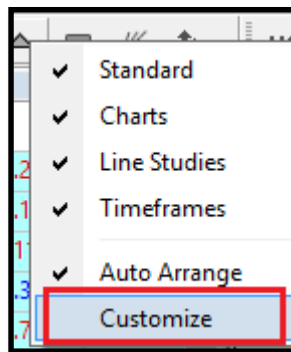 Standard
Charts
Line Studies
Timeframes
Auto Arrange
Customize